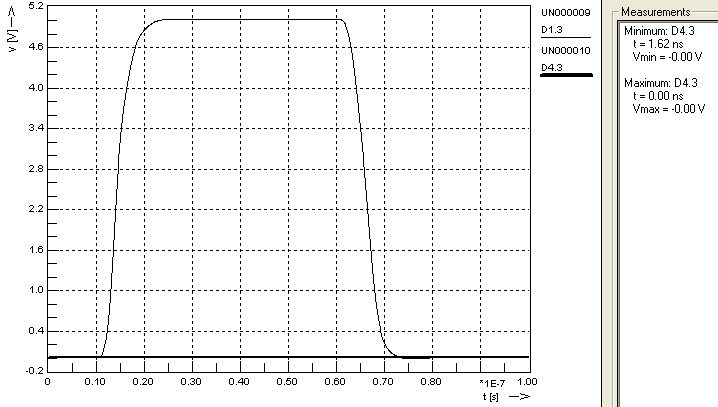 5.2
v [V] —>
4.6
4.0
3.4
2.8
2.2
1.6
1.0
0.4
-0.2
0 0.10 0.20 0.30 0.40 0.50 0.60 0.70 0.80 *1E-7 1.00
t [s] —>
UN000009
D1.3
UN000010
D4.3
Measurements
Minimum: D4.3
t = 1.62 ns
Vmin = -0.00 V
Maximum: D4.3
t = 0.00 ns
Vmax = -0.00 V